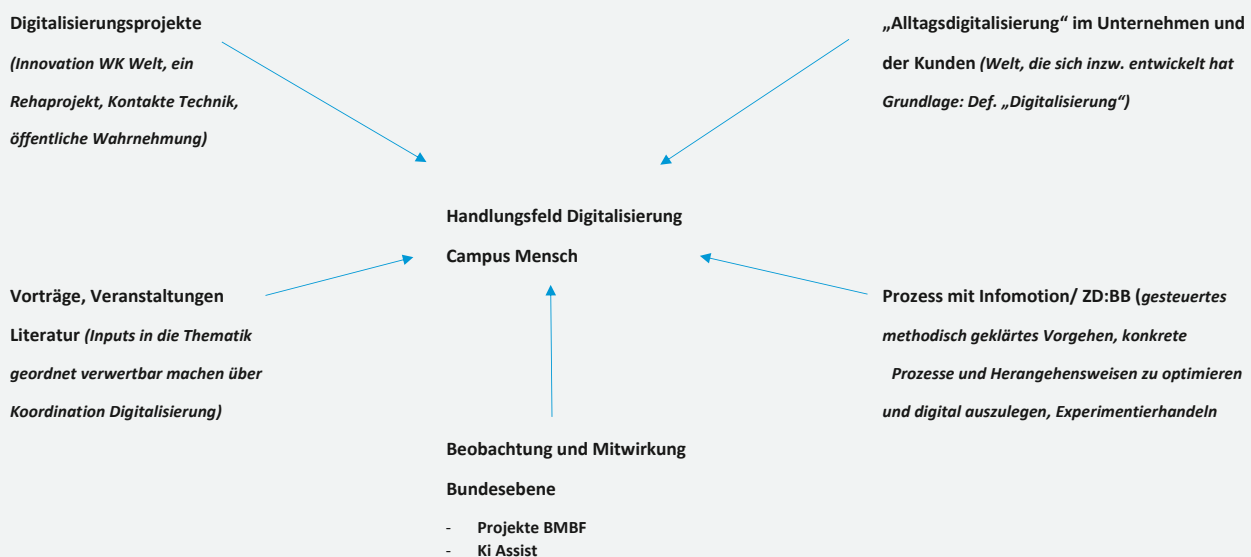 Digitalisierungsprojekte
(Innovation WK Welt, ein
Rehaprojekt, Kontakte Technik,
öffentliche Wahrnehmung)
„Alltagsdigitalisierung“ im Unternehmen und
der Kunden (Welt, die sich inzw. entwickelt hat
Grundlage: Def. „Digitalisierung“)
Handlungsfeld Digitalisierung
Campus Mensch
Vorträge, Veranstaltungen
Literatur (Inputs in die Thematik
geordnet verwertbar machen über
Koordination Digitalisierung)
Prozess mit Infomotion/ ZD:BB (gesteuertes
methodisch geklärtes Vorgehen, konkrete
Prozesse und Herangehensweisen zu optimieren
und digital auszulegen, Experimentierhandeln
Beobachtung und Mitwirkung
Bundesebene
- Projekte BMBF
- Ki Assist